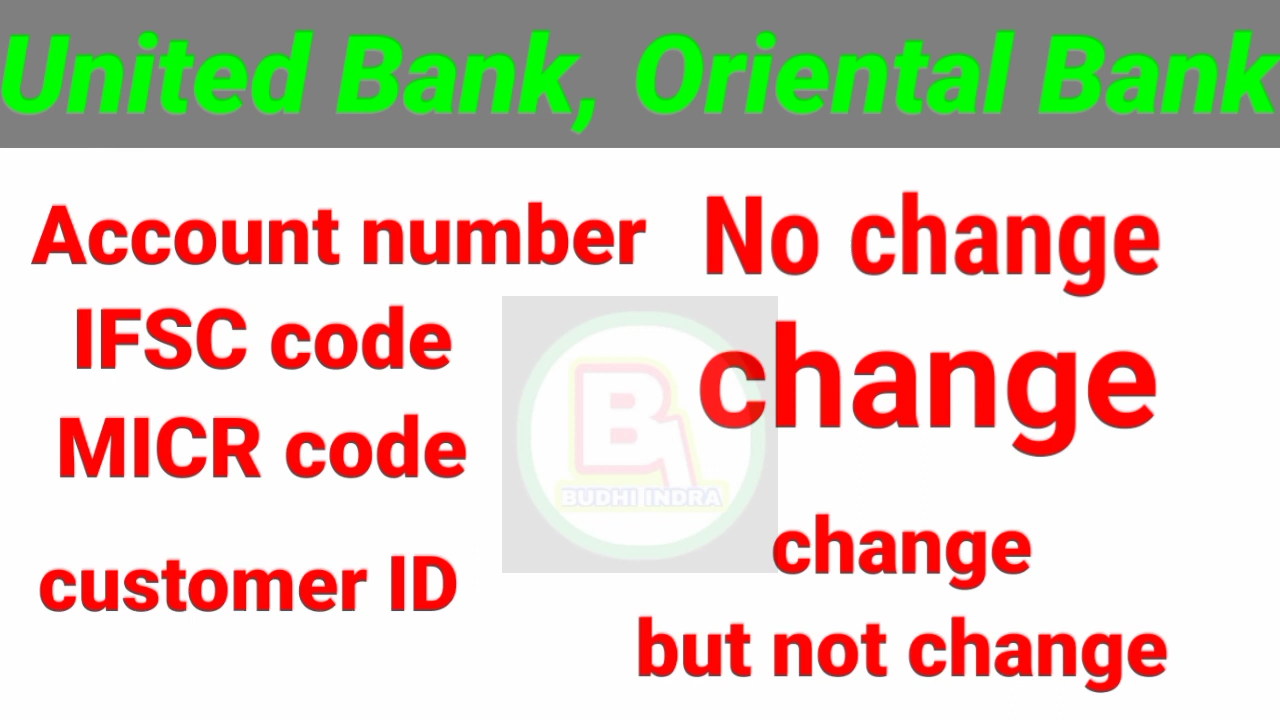 United Bank, Oriental Bank
Account number No change
IFSC code change
MICR code
BUDHI INDRA
change
customer ID
but not change